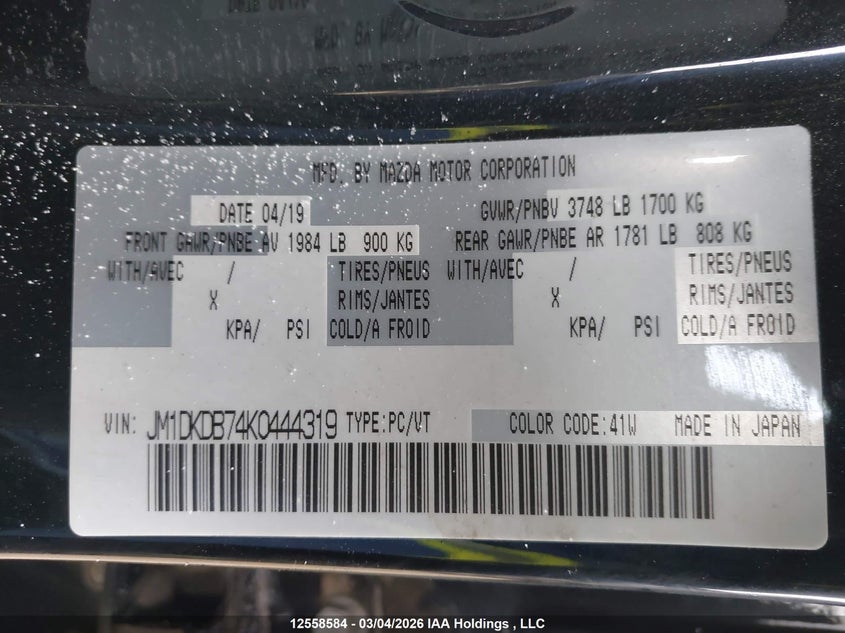 MFD. BY MAZDA MOTOR CORPORATION
DATE 04/19 GVWR/PNBV 3748 LB 1700 KG
FRONT GAWR/PNBE AV 1984 LB 900 KG REAR GAWR/PNBE AR 1781 LB 808 KG
WITH/AVEC / TIRES/PNEUS WITH/AVEC / TIRES/PNEUS
X RIMS/JANTES X RIMS/JANTES
KPA/ PSI COLD/A FROID KPA/ PSI COLD/A FROID
VIN: JM1DKDB74K0444319 TYPE:PC/VT COLOR CODE:41W MADE IN JAPAN
12558584 - 03/04/2026 IAA Holdings , LLC